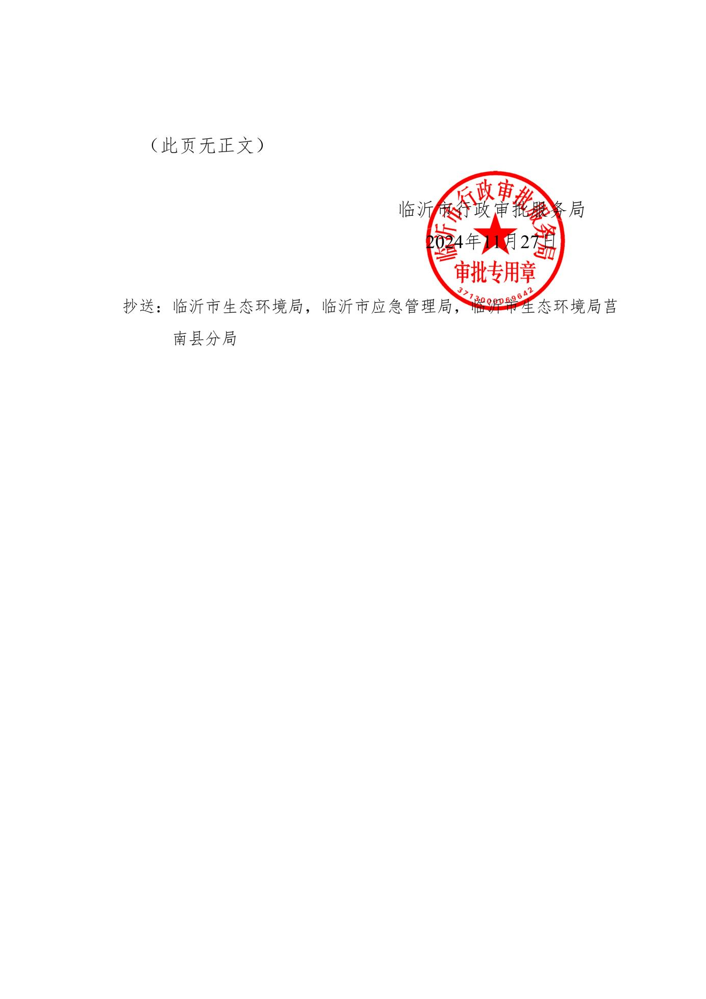 （此页无正文）
临沂市行政审批服务局
2024年11月27日
临沂市行政审批服务局
审批专用章
3713000069642
抄送：临沂市生态环境局，临沂市应急管理局，临沂市生态环境局莒
南县分局